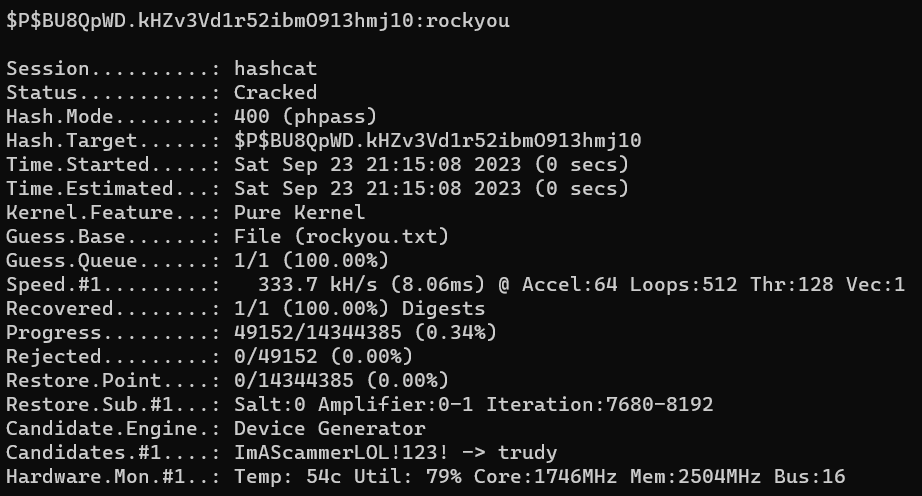 $P$BU8QpWD.kHZv3Vd1r52ibmO913hmj10:rockyou
Session..........: hashcat
Status...........: Cracked
Hash.Mode........: 400 (phpass)
Hash.Target......: $P$BU8QpWD.kHZv3Vd1r52ibmO913hmj10
Time.Started.....: Sat Sep 23 21:15:08 2023 (0 secs)
Time.Estimated...: Sat Sep 23 21:15:08 2023 (0 secs)
Kernel.Feature...: Pure Kernel
Guess.Base.......: File (rockyou.txt)
Guess.Queue......: 1/1 (100.00%)
Speed.#1.........:   333.7 kH/s (8.06ms) @ Accel:64 Loops:512 Thr:128 Vec:1
Recovered........: 1/1 (100.00%) Digests
Progress.........: 49152/14344385 (0.34%)
Rejected.........: 0/49152 (0.00%)
Restore.Point....: 0/14344385 (0.00%)
Restore.Sub.#1...: Salt:0 Amplifier:0-1 Iteration:7680-8192
Candidate.Engine.: Device Generator
Candidates.#1....: ImAScammerLOL!123! -> trudy
Hardware.Mon.#1..: Temp: 54c Util: 79% Core:1746MHz Mem:2504MHz Bus:16